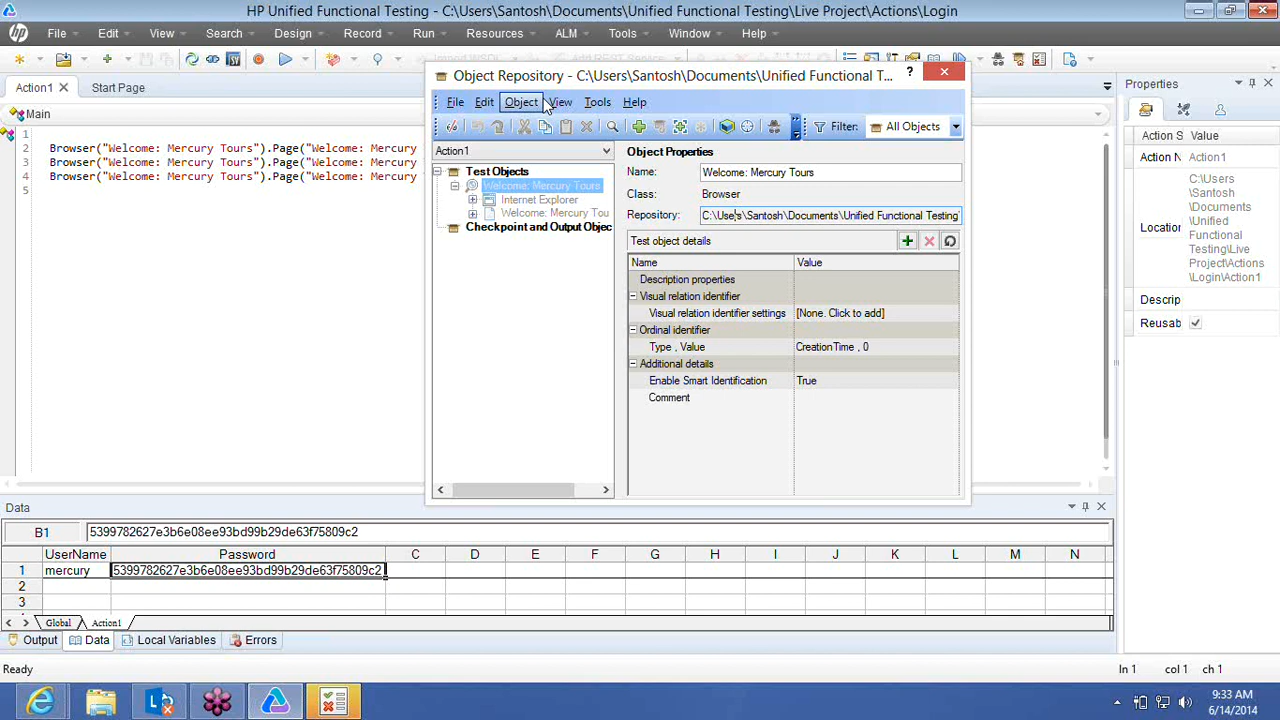 HP Unified Functional Testing - C:\Users\Santosh\Documents\Unified Functional Testing\Live Project\Actions\Login
File Edit View Search Design Record Run Resources ALM Tools Window Help
Action1 Start Page
Main
1
2 Browser("Welcome: Mercury Tours").Page("Welcome: Mercury
3 Browser("Welcome: Mercury Tours").Page("Welcome: Mercury
4 Browser("Welcome: Mercury Tours").Page("Welcome: Mercury
5
Object Repository - C:\Users\Santosh\Documents\Unified Functional T...
File Edit Object View Tools Help
Filter: All Objects
Action1
Test Objects
Welcome: Mercury Tours
Internet Explorer
Welcome: Mercury Tou
Checkpoint and Output Objec
Object Properties
Name: Welcome: Mercury Tours
Class: Browser
Repository: C:\Users\Santosh\Documents\Unified Functional Testing\
Test object details
Name Value
Description properties
Visual relation identifier
Visual relation identifier settings [None. Click to add]
Ordinal identifier
Type , Value CreationTime , 0
Additional details
Enable Smart Identification True
Comment
Properties
Action S Value
Action N Action1
Locatior C:\Users\Santosh\Documents\Unified Functional Testing\Live Project\Actions\Login\Action1
Descrip
Reusab
Data
B1 5399782627e3b6e08ee93bd99b29de63f75809c2
UserName Password C D E F G H I J K L M N
1 mercury 5399782627e3b6e08ee93bd99b29de63f75809c2
2
3
Global Action1
Output Data Local Variables Errors
Ready Ln 1 col 1 ch 1
9:33 AM
6/14/2014